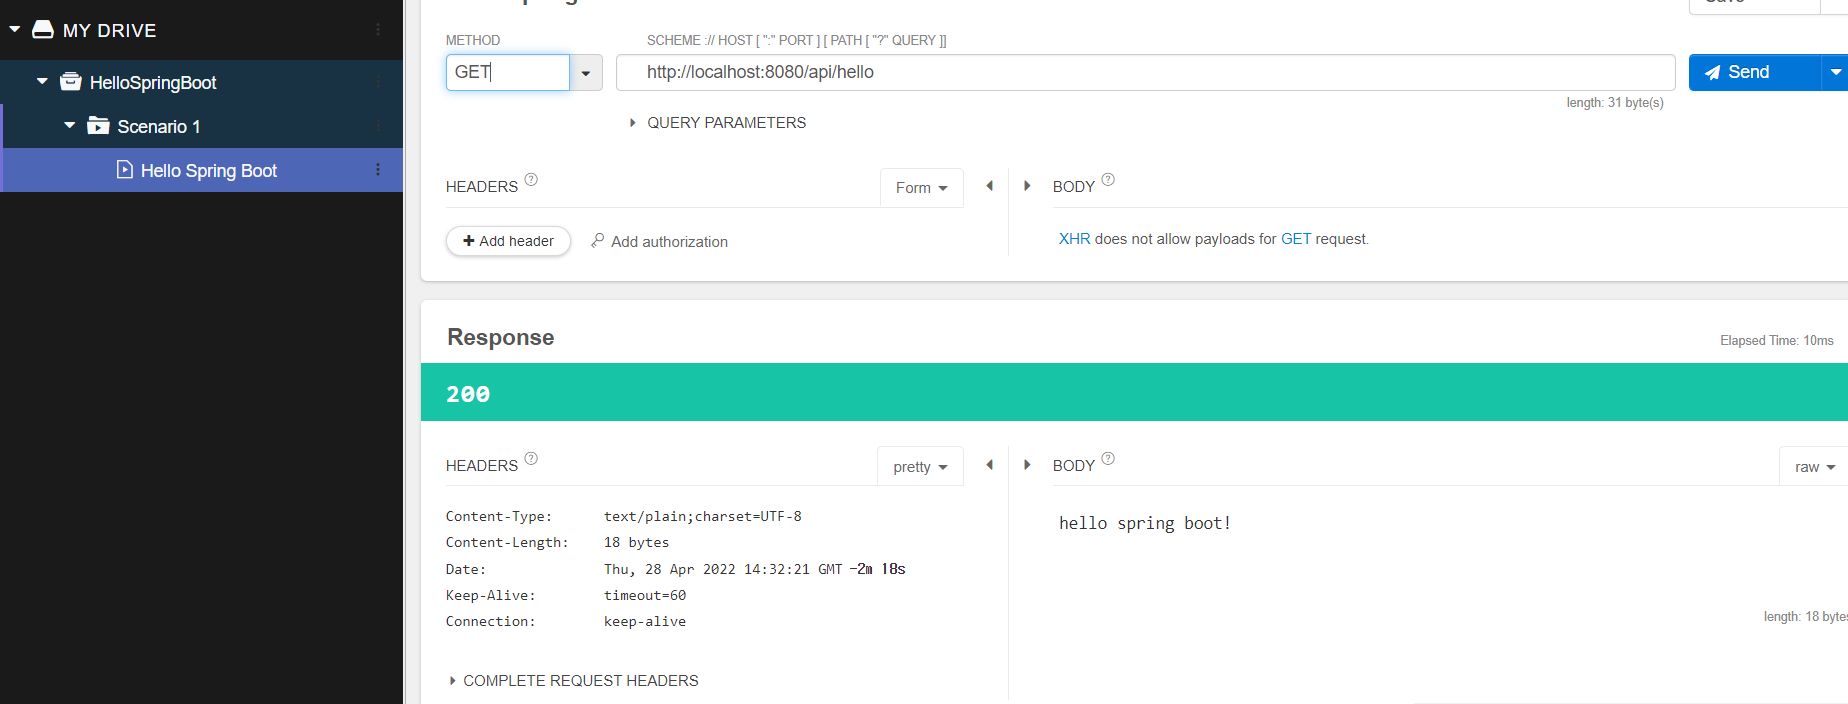 MY DRIVE
HelloSpringBoot
Scenario 1
Hello Spring Boot
METHOD
SCHEME :// HOST [ ":" PORT ] [ PATH [ "?" QUERY ]]
GET
http://localhost:8080/api/hello
Send
length: 31 byte(s)
QUERY PARAMETERS
HEADERS ?
Form
BODY ?
+ Add header
Add authorization
XHR does not allow payloads for GET request.
Response
Elapsed Time: 10ms
200
HEADERS ?
pretty
BODY ?
raw
Content-Type: text/plain;charset=UTF-8
Content-Length: 18 bytes
Date: Thu, 28 Apr 2022 14:32:21 GMT -2m 18s
Keep-Alive: timeout=60
Connection: keep-alive
hello spring boot!
length: 18 bytes
COMPLETE REQUEST HEADERS